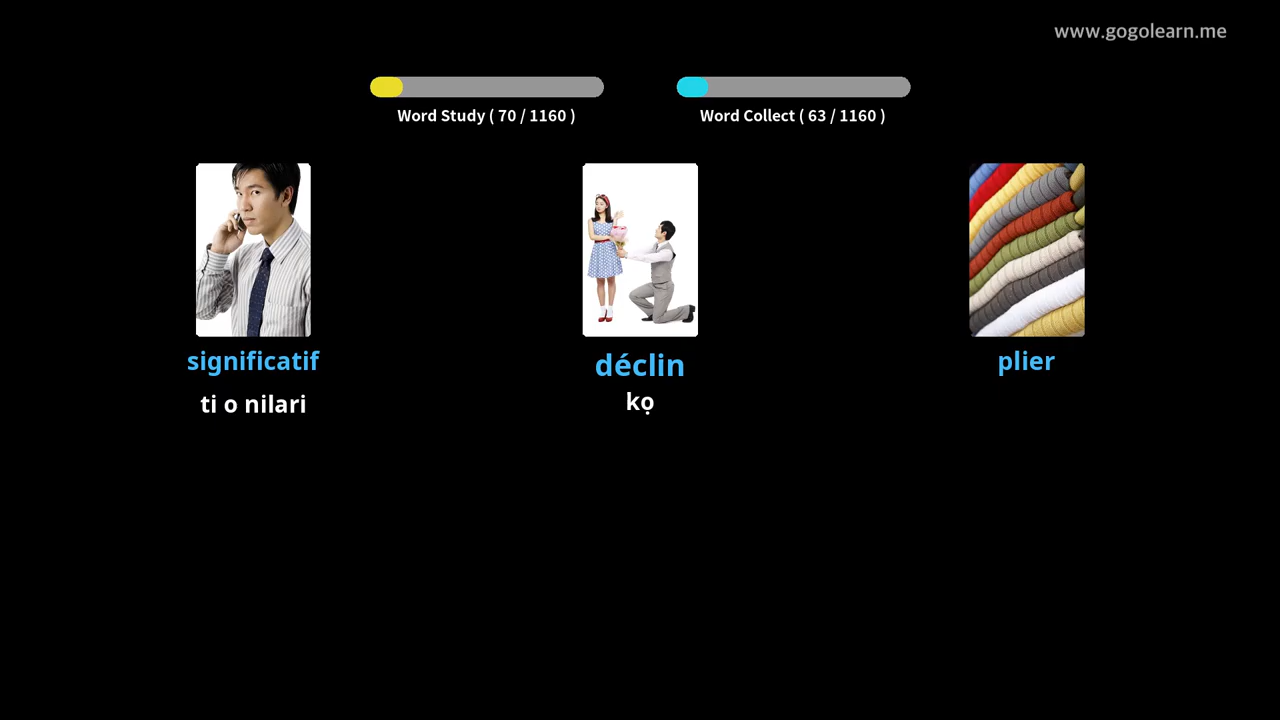 www.gogolearn.me
Word Study ( 70 / 1160 )
Word Collect ( 63 / 1160 )
significatif
déclin
plier
ti o nilari
kọ